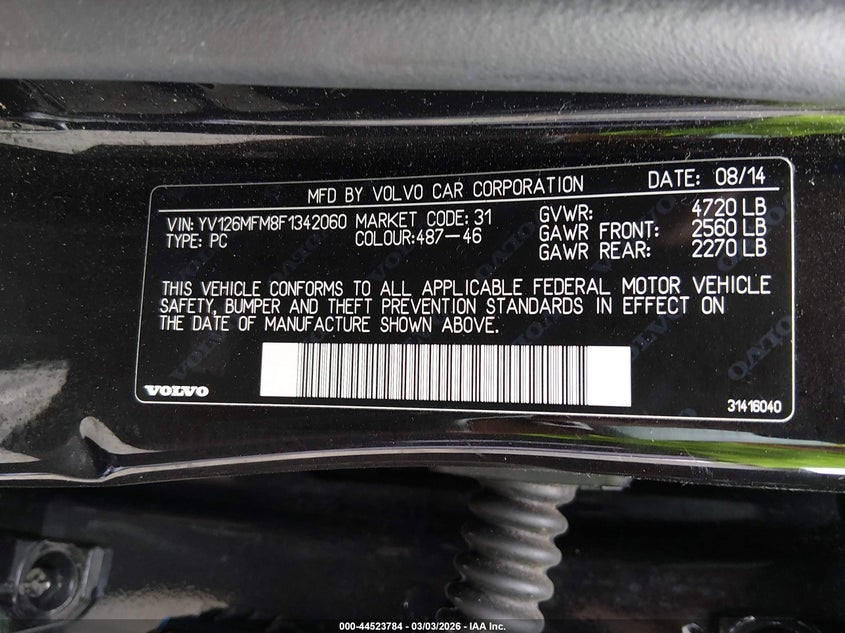 MFD BY VOLVO CAR CORPORATION DATE: 08/14
VIN: YV126MFM8F1342060 MARKET CODE: 31 GVWR: 4720 LB
TYPE: PC COLOUR:487-46 GAWR FRONT: 2560 LB
GAWR REAR: 2270 LB
THIS VEHICLE CONFORMS TO ALL APPLICABLE FEDERAL MOTOR VEHICLE
SAFETY, BUMPER AND THEFT PREVENTION STANDARDS IN EFFECT ON
THE DATE OF MANUFACTURE SHOWN ABOVE.
VOLVO
31416040
000-44523784 - 03/03/2026 - IAA Inc.